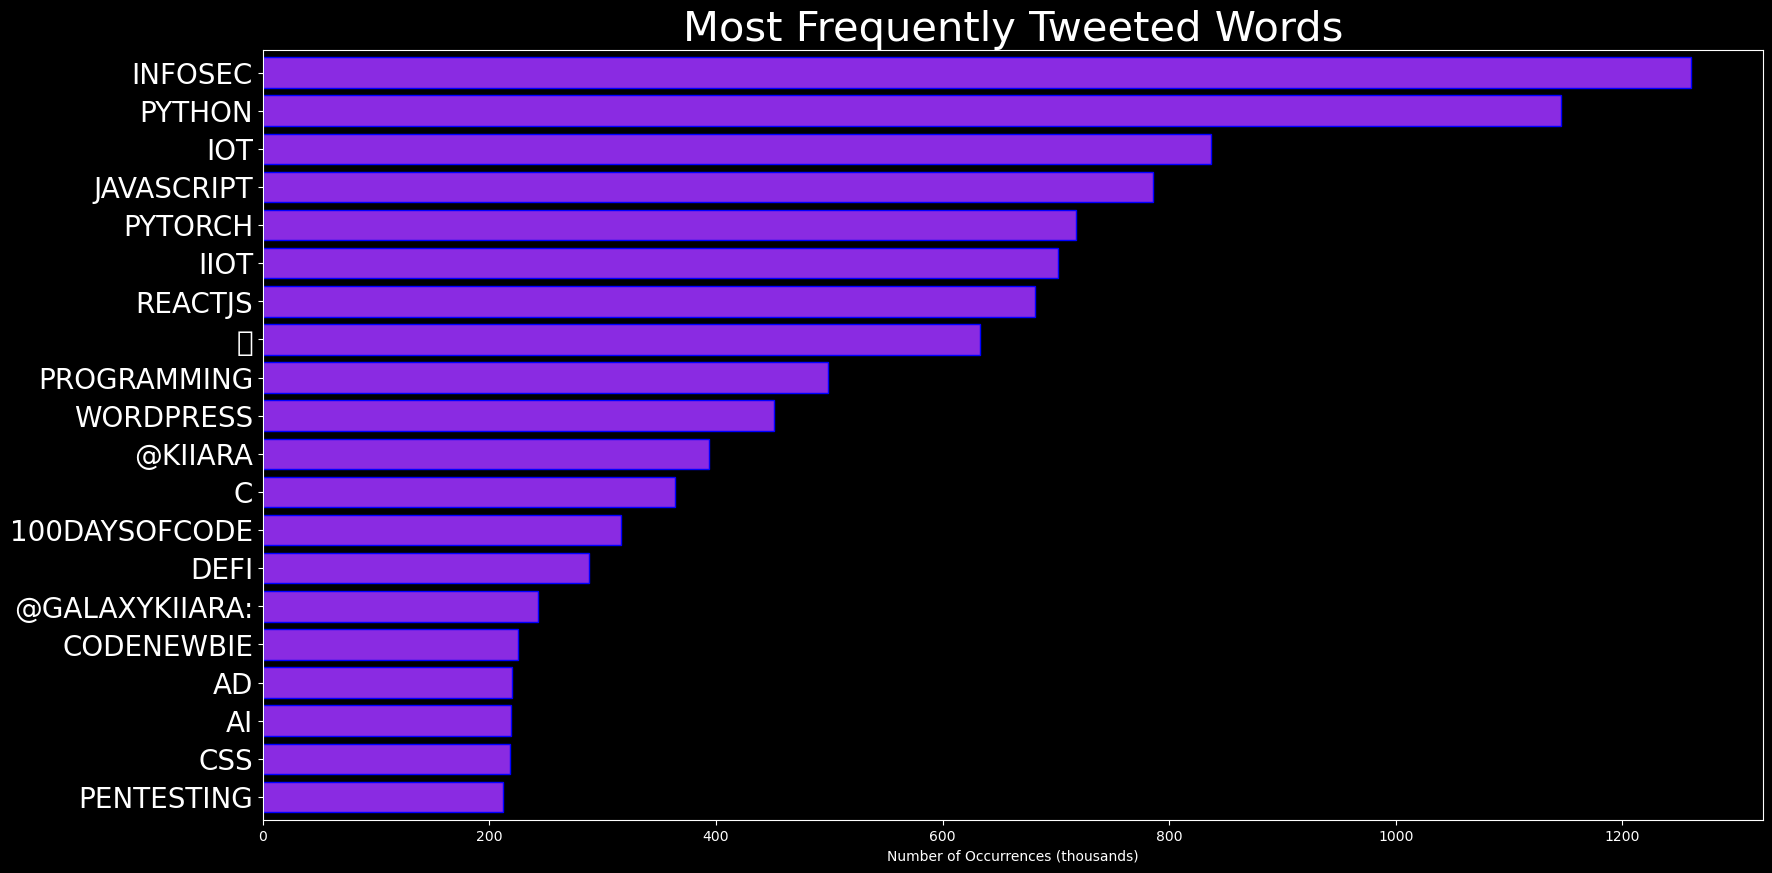 Most Frequently Tweeted Words
INFOSEC
PYTHON
IOT
JAVASCRIPT
PYTORCH
IIOT
REACTJS
PROGRAMMING
WORDPRESS
@KIIARA
C
100DAYSOFCODE
DEFI
@GALAXYKIIARA:
CODENEWBIE
AD
AI
CSS
PENTESTING
0 200 400 600 800 1000 1200
Number of Occurrences (thousands)